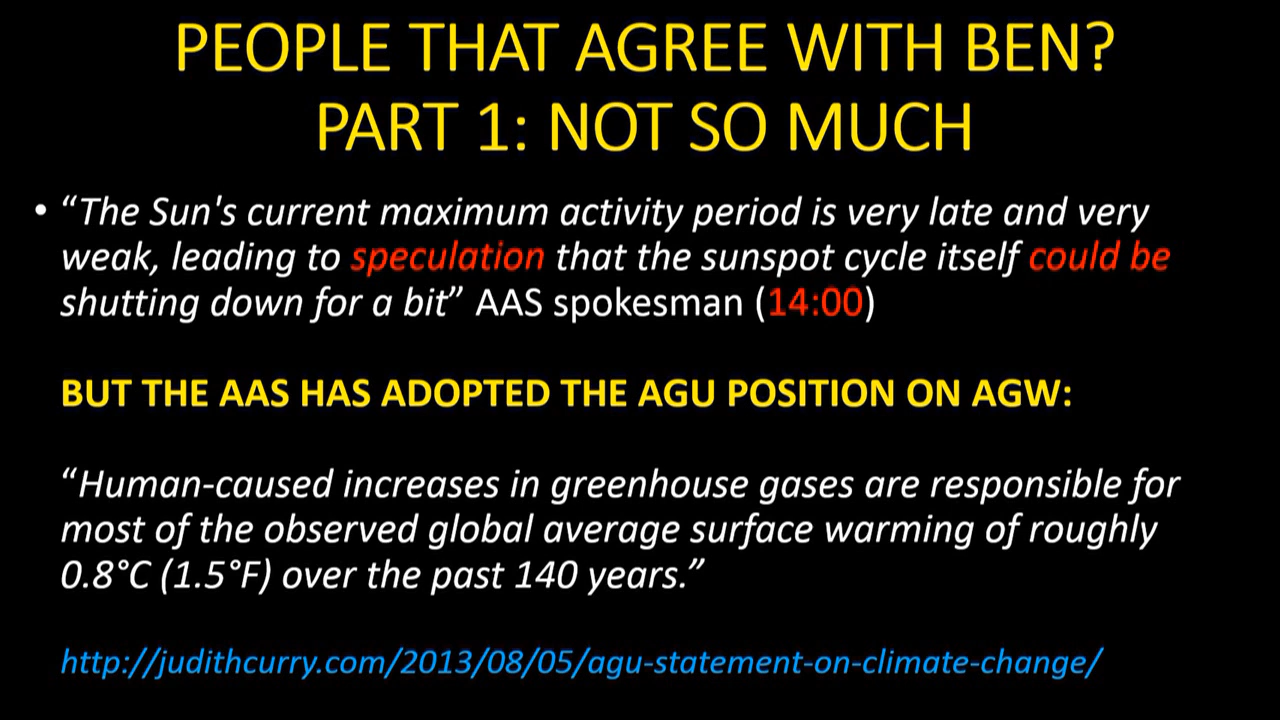 PEOPLE THAT AGREE WITH BEN?
PART 1: NOT SO MUCH
• “The Sun's current maximum activity period is very late and very
weak, leading to speculation that the sunspot cycle itself could be
shutting down for a bit” AAS spokesman (14:00)
BUT THE AAS HAS ADOPTED THE AGU POSITION ON AGW:
“Human-caused increases in greenhouse gases are responsible for
most of the observed global average surface warming of roughly
0.8°C (1.5°F) over the past 140 years.”
http://judithcurry.com/2013/08/05/agu-statement-on-climate-change/